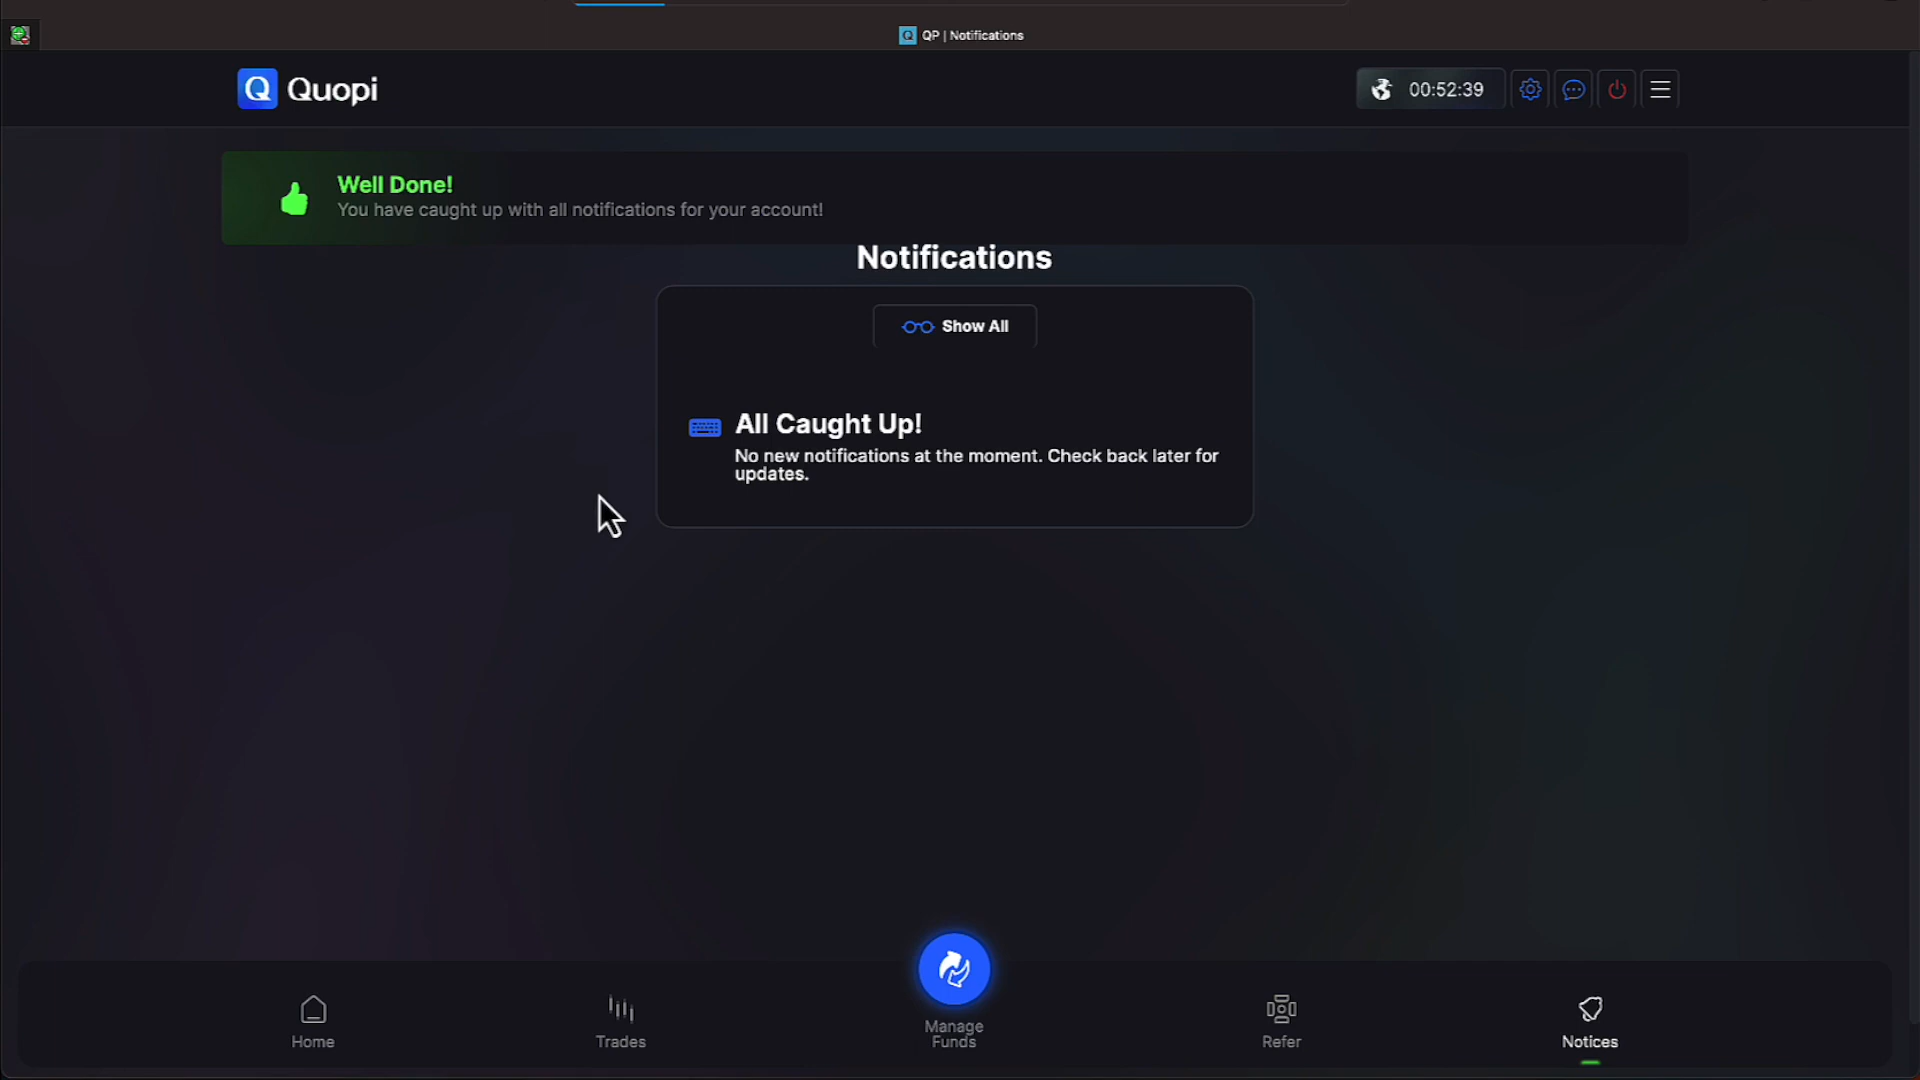 QP | Notifications
Q Quopi
00:52:39
Well Done!
You have caught up with all notifications for your account!
Notifications
Show All
All Caught Up!
No new notifications at the moment. Check back later for
updates.
Home
Trades
Manage
Funds
Refer
Notices